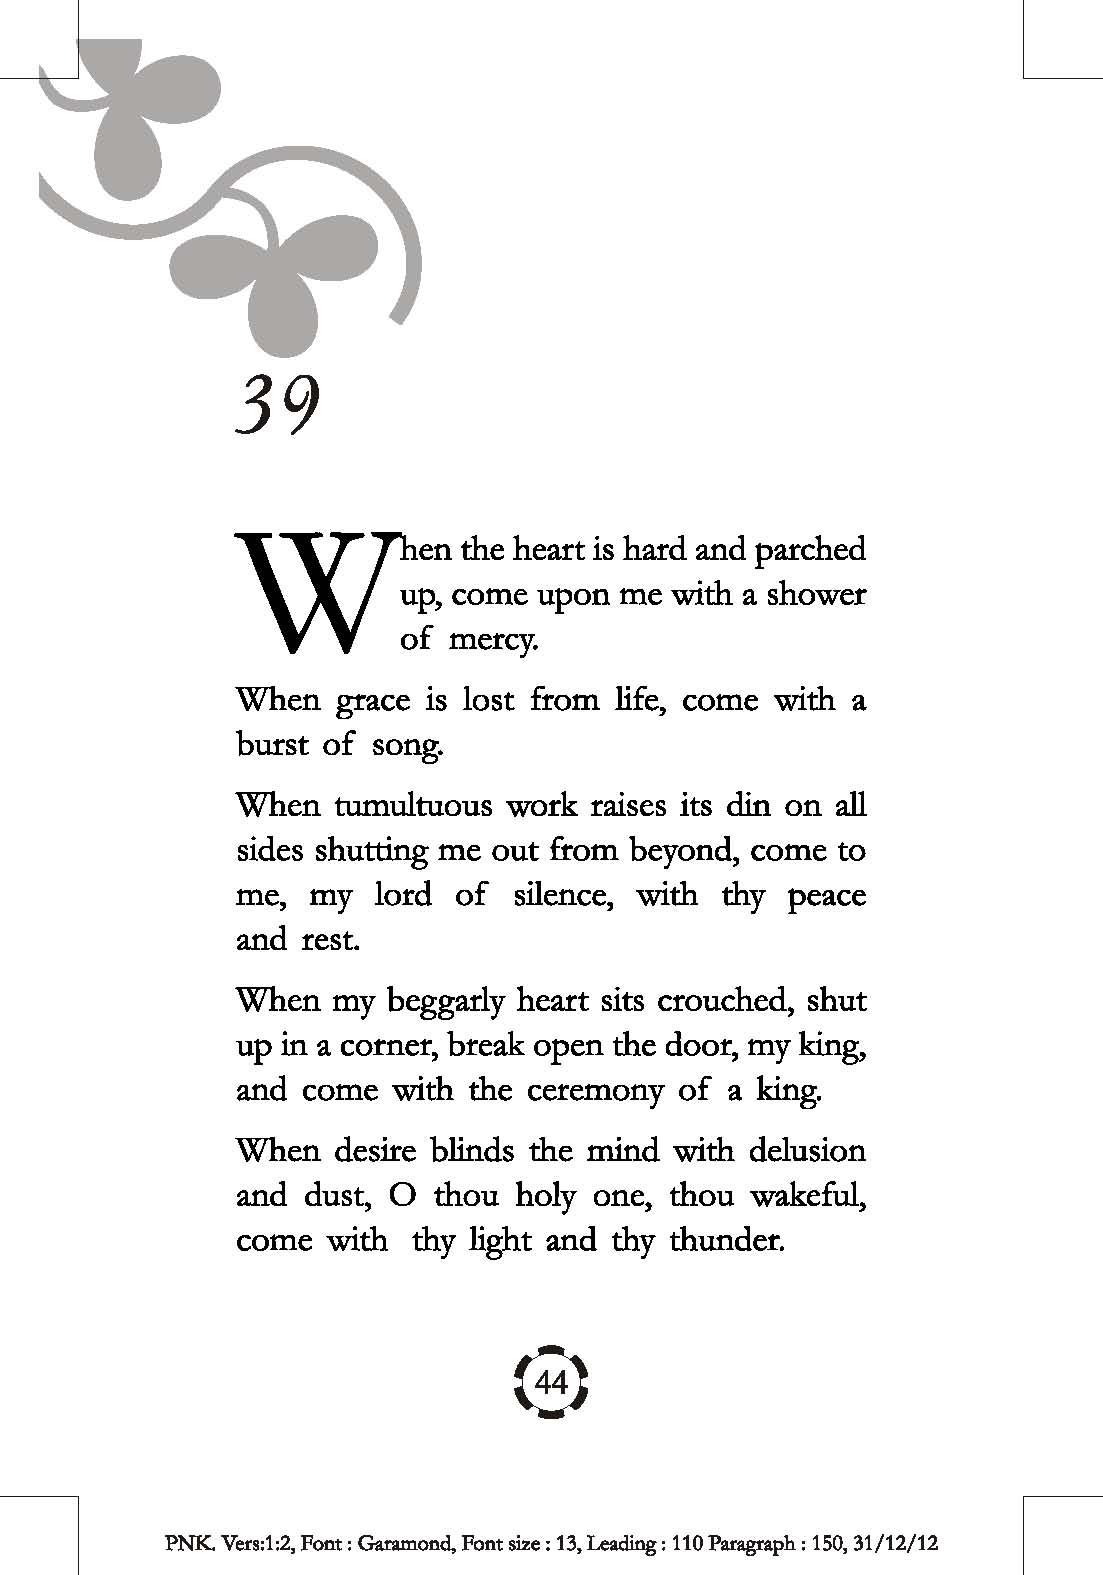 39
When the heart is hard and parched
up, come upon me with a shower
of mercy.
When grace is lost from life, come with a
burst of song.
When tumultuous work raises its din on all
sides shutting me out from beyond, come to
me, my lord of silence, with thy peace
and rest.
When my beggarly heart sits crouched, shut
up in a corner, break open the door, my king,
and come with the ceremony of a king.
When desire blinds the mind with delusion
and dust, O thou holy one, thou wakeful,
come with thy light and thy thunder.
44
PNK. Vers:1:2, Font : Garamond, Font size : 13, Leading : 110 Paragraph : 150, 31/12/12